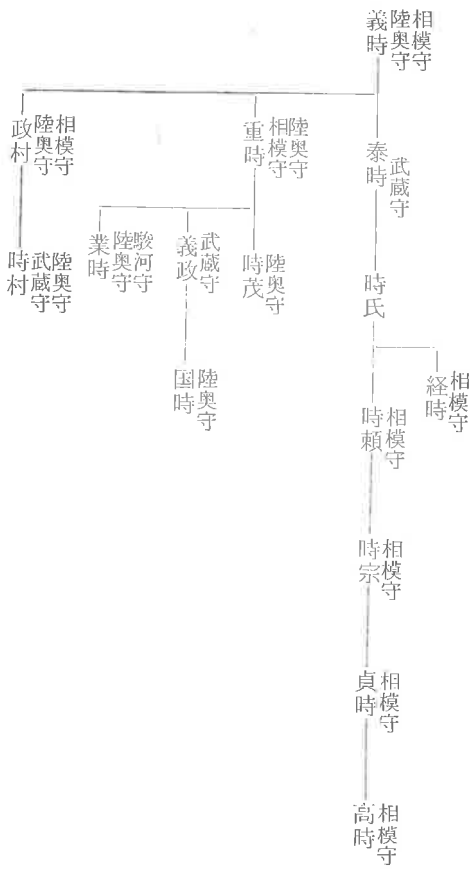 相模守
陸奥守
義時
武蔵守
泰時
時氏
相模守
経時
相模守
時頼
相模守
時宗
相模守
貞時
相模守
高時
陸奥守
相模守
重時
陸奥守
時茂
武蔵守
義政
陸奥守
国時
駿河守
陸奥守
業時
相模守
陸奥守
政村
陸奥守
武蔵守
時村